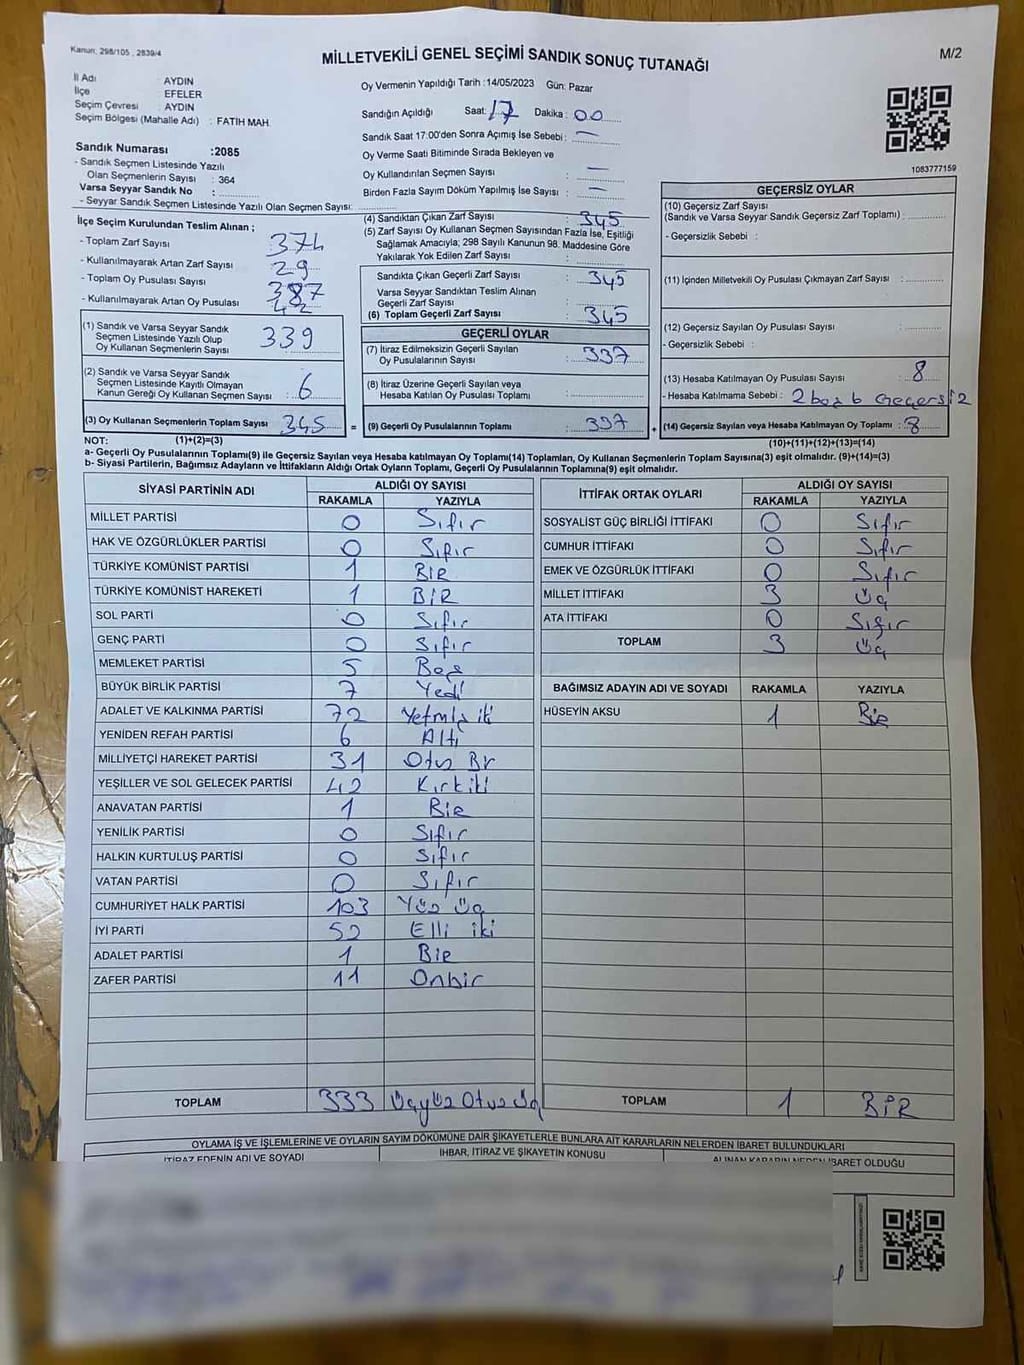 Kanun: 298/105 , 2839/4
MİLLETVEKİLİ GENEL SEÇİMİ SANDIK SONUÇ TUTANAĞI
M/2
İl Adı : AYDIN
İlçe : EFELER
Seçim Çevresi : AYDIN
Seçim Bölgesi (Mahalle Adı) : FATİH MAH.
Sandık Numarası :2085
- Sandık Seçmen Listesinde Yazılı
Olan Seçmenlerin Sayısı : 364
Varsa Seyyar Sandık No :
- Seyyar Sandık Seçmen Listesinde Yazılı Olan Seçmen Sayısı:
Oy Vermenin Yapıldığı Tarih :14/05/2023 Gün: Pazar
Sandığın Açıldığı Saat: 17 Dakika : 00
Sandık Saat 17:00'den Sonra Açımış İse Sebebi : —
Oy Verme Saati Bitiminde Sırada Bekleyen ve
Oy Kullandırılan Seçmen Sayısı : —
Birden Fazla Sayım Döküm Yapılmış İse Sayısı : —
1083777159
İlçe Seçim Kurulundan Teslim Alınan ;
- Toplam Zarf Sayısı : 374
- Kullanılmayarak Artan Zarf Sayısı : 29
- Toplam Oy Pusulası Sayısı : 387
- Kullanılmayarak Artan Oy Pusulası : 42
(1) Sandık ve Varsa Seyyar Sandık
Seçmen Listesinde Yazılı Olup
Oy Kullanan Seçmenlerin Sayısı : 339
(2) Sandık ve Varsa Seyyar Sandık
Seçmen Listesinde Kayıtlı Olmayan
Kanun Gereği Oy Kullanan Seçmen Sayısı : 6
(3) Oy Kullanan Seçmenlerin Toplam Sayısı : 345 =
(4) Sandıktan Çıkan Zarf Sayısı : 345
(5) Zarf Sayısı Oy Kullanan Seçmen Sayısından Fazla İse, Eşitliği
Sağlamak Amacıyla; 298 Sayılı Kanunun 98. Maddesine Göre
Yakılarak Yok Edilen Zarf Sayısı :
Sandıkta Çıkan Geçerli Zarf Sayısı : 345
Varsa Seyyar Sandıktan Teslim Alınan
Geçerli Zarf Sayısı :
(6) Toplam Geçerli Zarf Sayısı : 345
GEÇERLİ OYLAR
(7) İtiraz Edilmeksizin Geçerli Sayılan
Oy Pusulalarının Sayısı : 337
(8) İtiraz Üzerine Geçerli Sayılan veya
Hesaba Katılan Oy Pusulası Toplamı :
(9) Geçerli Oy Pusulalarının Toplamı : 337 +
GEÇERSİZ OYLAR
(10) Geçersiz Zarf Sayısı
(Sandık ve Varsa Seyyar Sandık Geçersiz Zarf Toplamı) :
- Geçersizlik Sebebi :
(11) İçinden Milletvekili Oy Pusulası Çıkmayan Zarf Sayısı :
(12) Geçersiz Sayılan Oy Pusulası Sayısı :
- Geçersizlik Sebebi :
(13) Hesaba Katılmayan Oy Pusulası Sayısı : 8
- Hesaba Katılmama Sebebi : 2 boş 6 Geçersiz
(14) Geçersiz Sayılan veya Hesaba Katılmayan Oy Toplamı : 8
NOT: (1)+(2)=(3) (10)+(11)+(12)+(13)=(14)
a- Geçerli Oy Pusulalarının Toplamı(9) ile Geçersiz Sayılan veya Hesaba Katılmayan Oy Toplamı(14) Toplamları, Oy Kullanan Seçmenlerin Toplam Sayısına(3) eşit olmalıdır. (9)+(14)=(3)
b- Siyasi Partilerin, Bağımsız Adayların ve İttifakların Aldığı Ortak Oyların Toplamı, Geçerli Oy Pusulalarının Toplamına(9) eşit olmalıdır.
SİYASİ PARTİNİN ADI ALDIĞI OY SAYISI
RAKAMLA YAZIYLA
MİLLET PARTİSİ 0 Sıfır
HAK VE ÖZGÜRLÜKLER PARTİSİ 0 Sıfır
TÜRKİYE KOMÜNİST PARTİSİ 1 BİR
TÜRKİYE KOMÜNİST HAREKETİ 1 BİR
SOL PARTİ 0 Sıfır
GENÇ PARTİ 0 Sıfır
MEMLEKET PARTİSİ 5 Beş
BÜYÜK BİRLİK PARTİSİ 7 Yedi
ADALET VE KALKINMA PARTİSİ 72 Yetmiş iki
YENİDEN REFAH PARTİSİ 6 Altı
MİLLİYETÇİ HAREKET PARTİSİ 31 Otuz Br
YEŞİLLER VE SOL GELECEK PARTİSİ 42 Kırkiki
ANAVATAN PARTİSİ 1 Bir
YENİLİK PARTİSİ 0 Sıfır
HALKIN KURTULUŞ PARTİSİ 0 Sıfır
VATAN PARTİSİ 0 Sıfır
CUMHURİYET HALK PARTİSİ 103 Yüz Üç
İYİ PARTİ 52 Elli iki
ADALET PARTİSİ 1 Bir
ZAFER PARTİSİ 11 Onbir
TOPLAM 333 Üçyüz Otuz Üç
İTTİFAK ORTAK OYLARI ALDIĞI OY SAYISI
RAKAMLA YAZIYLA
SOSYALİST GÜÇ BİRLİĞİ İTTİFAKI 0 Sıfır
CUMHUR İTTİFAKI 0 Sıfır
EMEK VE ÖZGÜRLÜK İTTİFAKI 0 Sıfır
MİLLET İTTİFAKI 3 Üç
ATA İTTİFAKI 0 Sıfır
TOPLAM 3 Üç
BAĞIMSIZ ADAYIN ADI VE SOYADI RAKAMLA YAZIYLA
HÜSEYİN AKSU 1 Bir
TOPLAM 1 BİR
OYLAMA İŞ VE İŞLEMLERİNE VE OYLARIN SAYIM DÖKÜMÜNE DAİR ŞİKAYETLERLE BUNLARA AİT KARARLARIN NELERDEN İBARET BULUNDUKLARI
İTİRAZ EDENİN ADI VE SOYADI İHBAR, İTİRAZ VE ŞİKAYETİN KONUSU ALINAN KARARIN NEDEN İBARET OLDUĞU